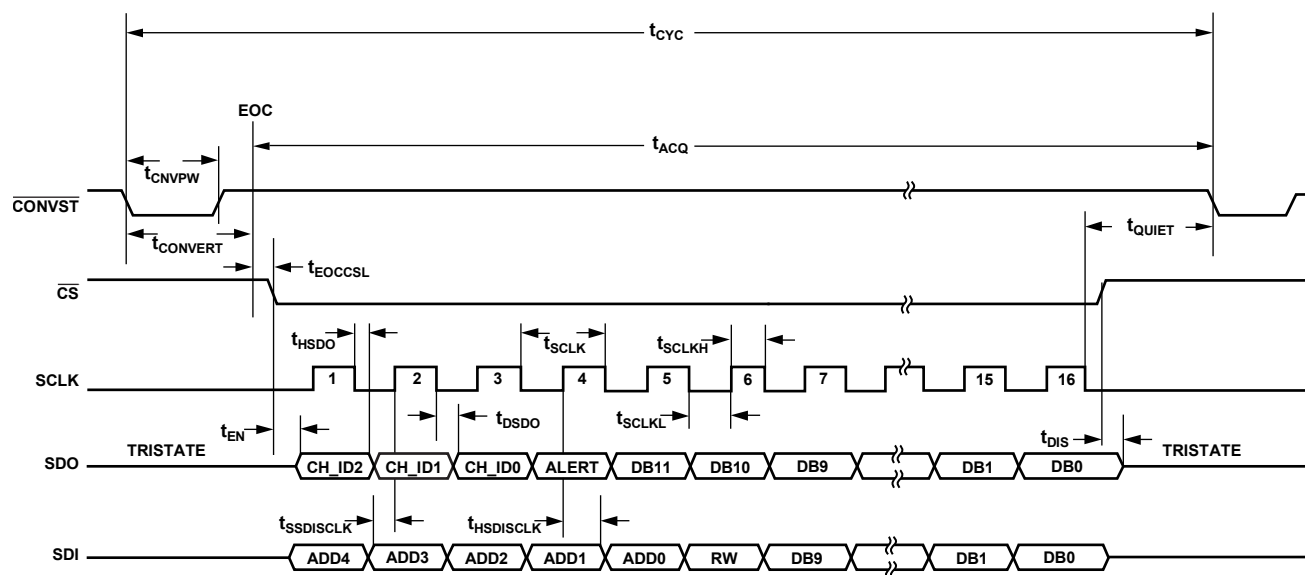 tCYC
EOC
tACQ
tCNVPW
CONVST
tCONVERT
tQUIET
tEOCCSL
CS
tHSDO
tSCLK
tSCLKH
SCLK
1 2 3 4 5 6 7 15 16
tDSDO
tSCLKL
tEN
tDIS
TRISTATE
TRISTATE
SDO
CH_ID2 CH_ID1 CH_ID0 ALERT DB11 DB10 DB9 DB1 DB0
tSSDISCLK
tHSDISCLK
SDI
ADD4 ADD3 ADD2 ADD1 ADD0 RW DB9 DB1 DB0